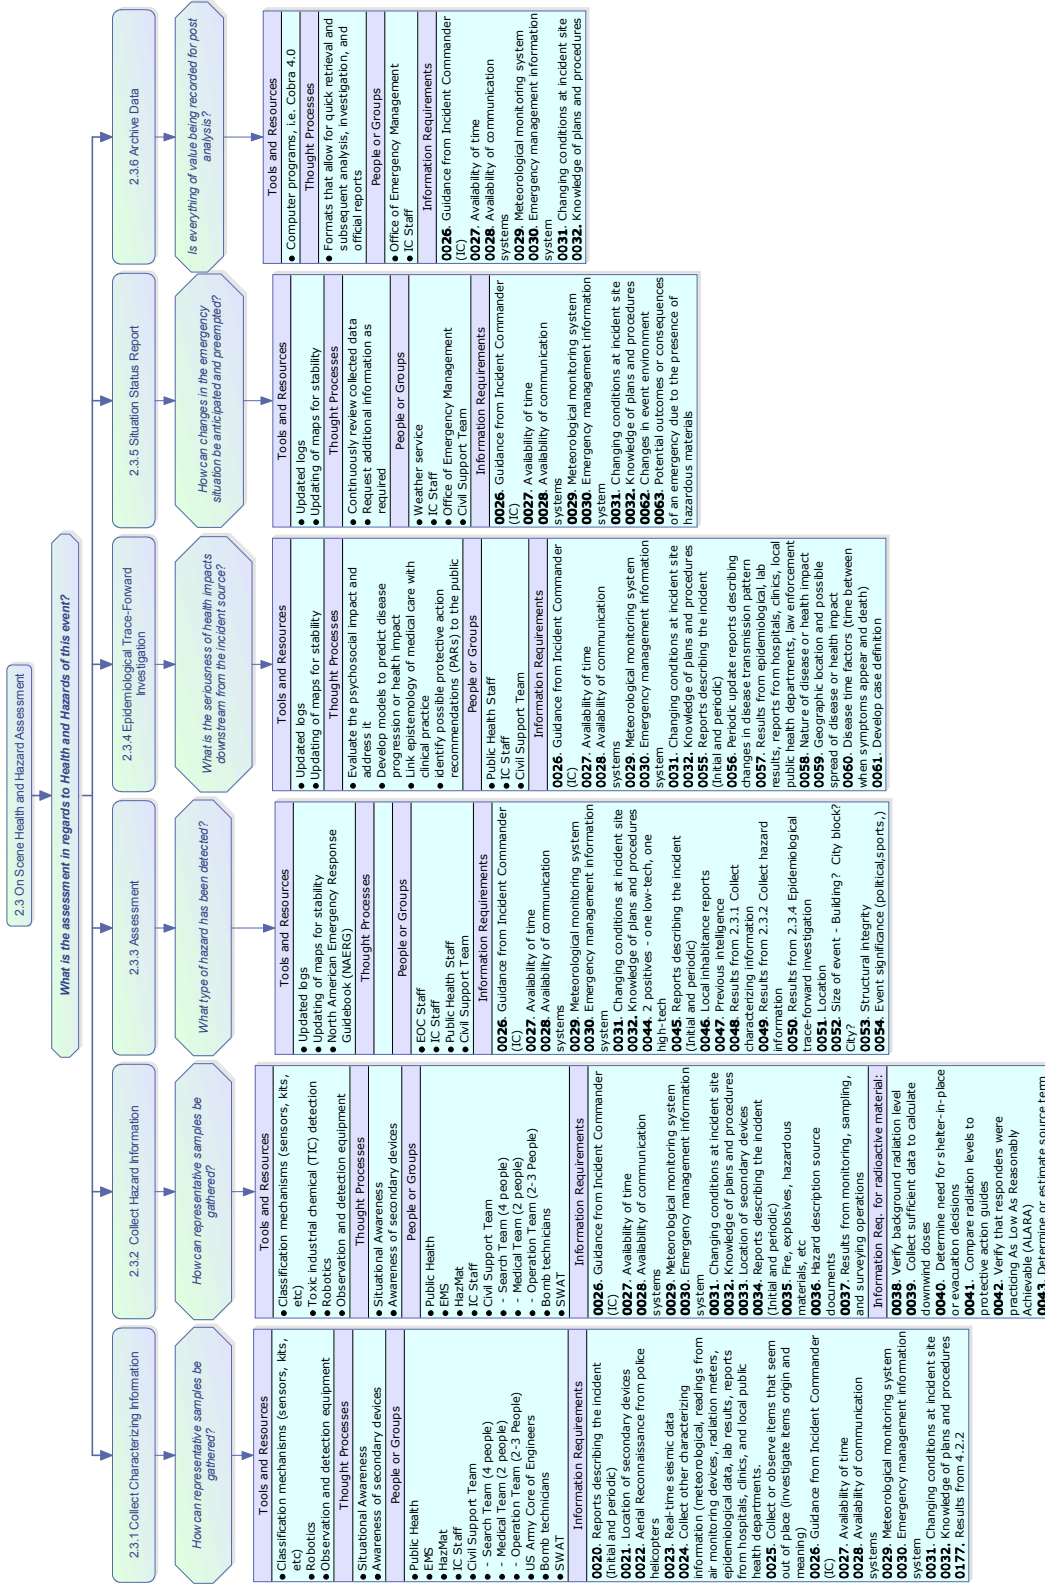 2.3 On Scene Health and Hazard Assessment
What is the assessment in regards to Health and Hazards of this event?
2.3.1 Collect Characterizing Information
How can representative samples be
gathered?
Tools and Resources
• Classification mechanisms (sensors, kits,
etc)
• Robotics
• Observation and detection equipment
Thought Processes
• Situational Awareness
• Awareness of secondary devices
People or Groups
• Public Health
• EMS
• HazMat
• IC Staff
• Civil Support Team
• - Search Team (4 people)
• - Medical Team (2 people)
• - Operation Team (2-3 People)
• US Army Core of Engineers
• Bomb technicians
• SWAT
Information Requirements
0020. Reports describing the incident
(Initial and periodic)
0021. Location of secondary devices
0022. Aerial Reconnaissance from police
helicopters
0023. Real-time seismic data
0024. Collect other characterizing
information (meteorological, readings from
air monitoring devices, radiation meters,
epidemiological data, lab results, reports
from hospitals, clinics, and local public
health departments.
0025. Collect or observe items that seem
out of place (investigate items origin and
meaning)
0026. Guidance from Incident Commander
(IC)
0027. Availability of time
0028. Availability of communication
systems
0029. Meteorological monitoring system
0030. Emergency management information
system
0031. Changing conditions at incident site
0032. Knowledge of plans and procedures
0177. Results from 4.2.2
2.3.2 Collect Hazard Information
How can representative samples be
gathered?
Tools and Resources
• Classification mechanisms (sensors, kits,
etc)
• Toxic industrial chemical (TIC) detection
• Robotics
• Observation and detection equipment
Thought Processes
• Situational Awareness
• Awareness of secondary devices
People or Groups
• Public Health
• EMS
• HazMat
• IC Staff
• Civil Support Team
• - Search Team (4 people)
• - Medical Team (2 people)
• - Operation Team (2-3 People)
• Bomb technicians
• SWAT
Information Requirements
0026. Guidance from Incident Commander
(IC)
0027. Availability of time
0028. Availability of communication
systems
0029. Meteorological monitoring system
0030. Emergency management information
system
0031. Changing conditions at incident site
0032. Knowledge of plans and procedures
0033. Location of secondary devices
0034. Reports describing the incident
(Initial and periodic)
0035. Fire, explosives, hazardous
materials, etc
0036. Hazard description source
documents
0037. Results from monitoring, sampling,
and surveying operations
Information Req. for radioactive material:
0038. Verify background radiation level
0039. Collect sufficient data to calculate
downwind doses
0040. Determine need for shelter-in-place
or evacuation decisions
0041. Compare radiation levels to
protective action guides
0042. Verify that responders were
practicing As Low As Reasonably
Achievable (ALARA)
0043. Determine or estimate source term
2.3.3 Assessment
What type of hazard has been detected?
Tools and Resources
• Updated logs
• Updating of maps for stability
• North American Emergency Response
Guidebook (NAERG)
Thought Processes
People or Groups
• EOC Staff
• IC Staff
• Public Health Staff
• Civil Support Team
Information Requirements
0026. Guidance from Incident Commander
(IC)
0027. Availability of time
0028. Availability of communication
systems
0029. Meteorological monitoring system
0030. Emergency management information
system
0031. Changing conditions at incident site
0032. Knowledge of plans and procedures
0044. 2 positives - one low-tech, one
high-tech
0045. Reports describing the incident
(Initial and periodic)
0046. Local inhabitance reports
0047. Previous intelligence
0048. Results from 2.3.1 Collect
characterizing information
0049. Results from 2.3.2 Collect hazard
information
0050. Results from 2.3.4 Epidemiological
trace-forward investigation
0051. Location
0052. Size of event - Building? City block?
City?
0053. Structural integrity
0054. Event significance (political,sports,)
2.3.4 Epidemiological Trace-Forward
Investigation
What is the seriousness of health impacts
downstream from the incident source?
Tools and Resources
• Updated logs
• Updating of maps for stability
Thought Processes
• Evaluate the psychosocial impact and
address it
• Develop models to predict disease
progression or health impact
• Link epistemology of medical care with
clinical practice
• identify possible protective action
recommendations (PARs) to the public
People or Groups
• Public Health Staff
• IC Staff
• Civil Support Team
Information Requirements
0026. Guidance from Incident Commander
(IC)
0027. Availability of time
0028. Availability of communication
systems
0029. Meteorological monitoring system
0030. Emergency management information
system
0031. Changing conditions at incident site
0032. Knowledge of plans and procedures
0055. Reports describing the incident
(Initial and periodic)
0056. Periodic update reports describing
changes in disease transmission pattern
0057. Results from epidemiological, lab
results, reports from hospitals, clinics, local
public health departments, law enforcement
0058. Nature of disease or health impact
0059. Geographic location and possible
spread of disease or health impact
0060. Disease time factors (time between
when symptoms appear and death)
0061. Develop case definition
2.3.5 Situation Status Report
How can changes in the emergency
situation be anticipated and preempted?
Tools and Resources
• Updated logs
• Updating of maps for stability
Thought Processes
• Continuously review collected data
• Request additional information as
required
People or Groups
• Weather service
• IC Staff
• Office of Emergency Management
• Civil Support Team
Information Requirements
0026. Guidance from Incident Commander
(IC)
0027. Availability of time
0028. Availability of communication
systems
0029. Meteorological monitoring system
0030. Emergency management information
system
0031. Changing conditions at incident site
0032. Knowledge of plans and procedures
0062. Changes in event environment
0063. Potential outcomes or consequences
of an emergency due to the presence of
hazardous materials
2.3.6 Archive Data
Is everything of value being recorded for post
analysis?
Tools and Resources
• Computer programs, i.e. Cobra 4.0
Thought Processes
• Formats that allow for quick retrieval and
subsequent analysis, investigation, and
official reports
People or Groups
• Office of Emergency Management
• IC Staff
Information Requirements
0026. Guidance from Incident Commander
(IC)
0027. Availability of time
0028. Availability of communication
systems
0029. Meteorological monitoring system
0030. Emergency management information
system
0031. Changing conditions at incident site
0032. Knowledge of plans and procedures